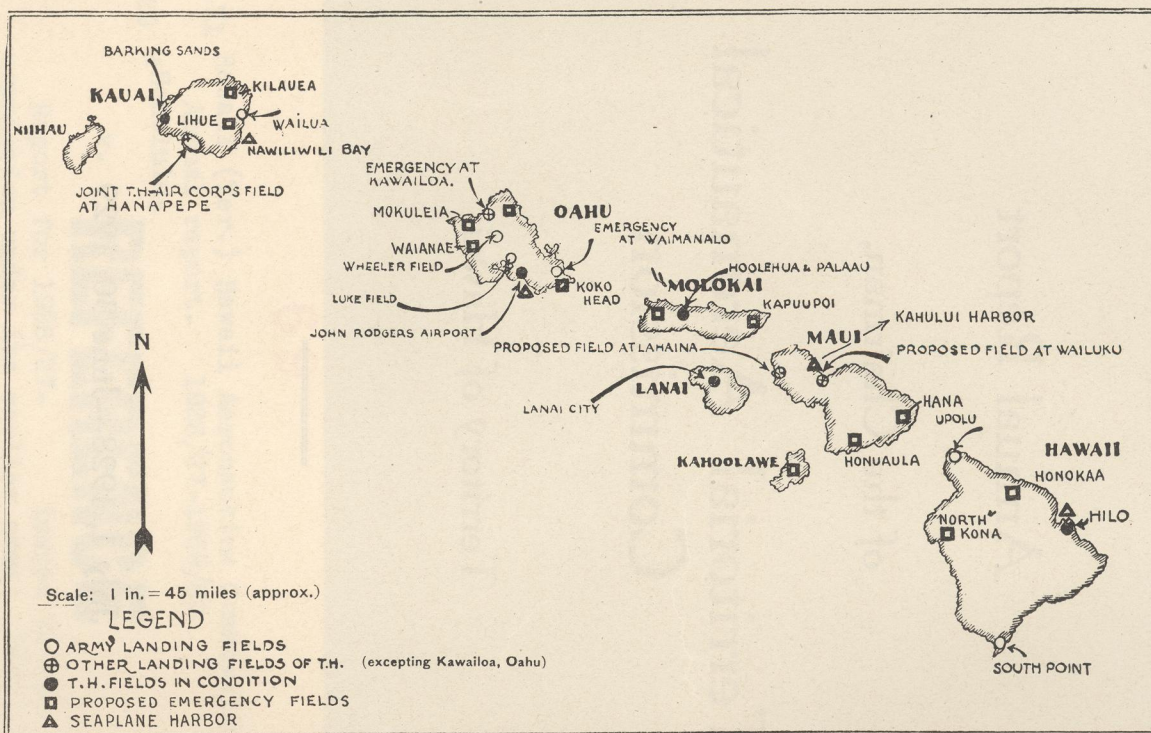 BARKING SANDS
KAUAI
KILAUEA
NIIHAU
LIHUE
WAILUA
NAWILIWILI BAY
JOINT T.H.-AIR CORPS FIELD
AT HANAPEPE
EMERGENCY AT
KAWAILOA.
MOKULEIA
OAHU
EMERGENCY
AT WAIMANALO
WAIANAE
WHEELER FIELD
LUKE FIELD
KOKO
HEAD
JOHN RODGERS AIRPORT
HOOLEHUA & PALAAU
MOLOKAI
KAPUUPOI
KAHULUI HARBOR
MAUI
PROPOSED FIELD AT LAHAINA
PROPOSED FIELD AT WAILUKU
LANAI
LANAI CITY
HANA
UPOLU
KAHOOLAWE
HONUAULA
HAWAII
HONOKAA
NORTH
KONA
HILO
SOUTH POINT
N
Scale: 1 in. = 45 miles (approx.)
LEGEND
ARMY LANDING FIELDS
OTHER LANDING FIELDS OF T.H. (excepting Kawailoa, Oahu)
T.H. FIELDS IN CONDITION
PROPOSED EMERGENCY FIELDS
SEAPLANE HARBOR